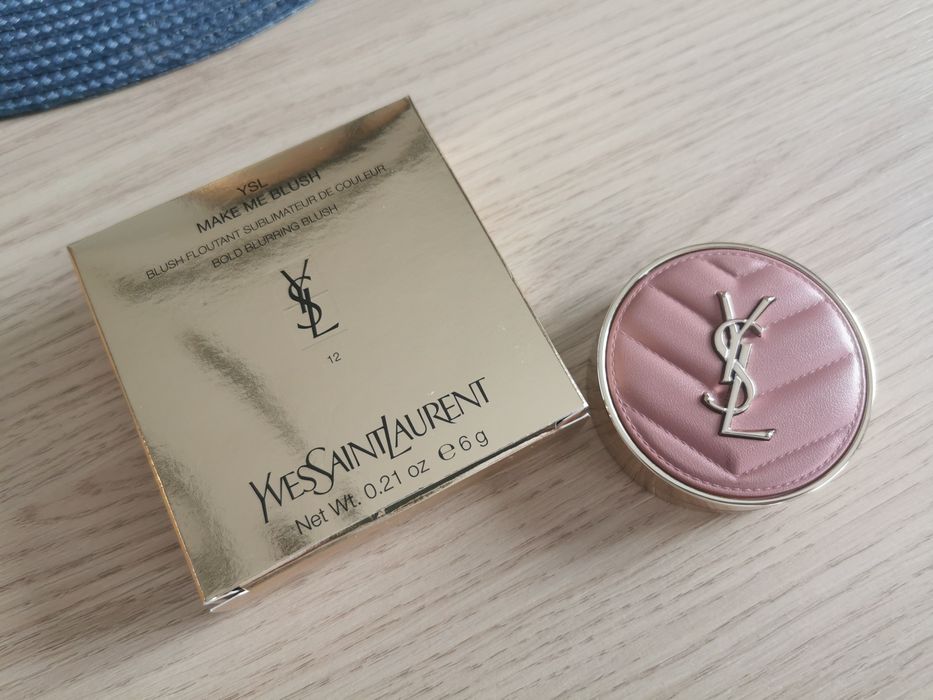 YSL
MAKE ME BLUSH
BLUSH FLOUTANT SUBLIMATEUR DE COULEUR
BOLD BLURRING BLUSH
YSL
12
YVESSAINTLAURENT
Net Wt. 0.21 oz ℮ 6 g
YSL